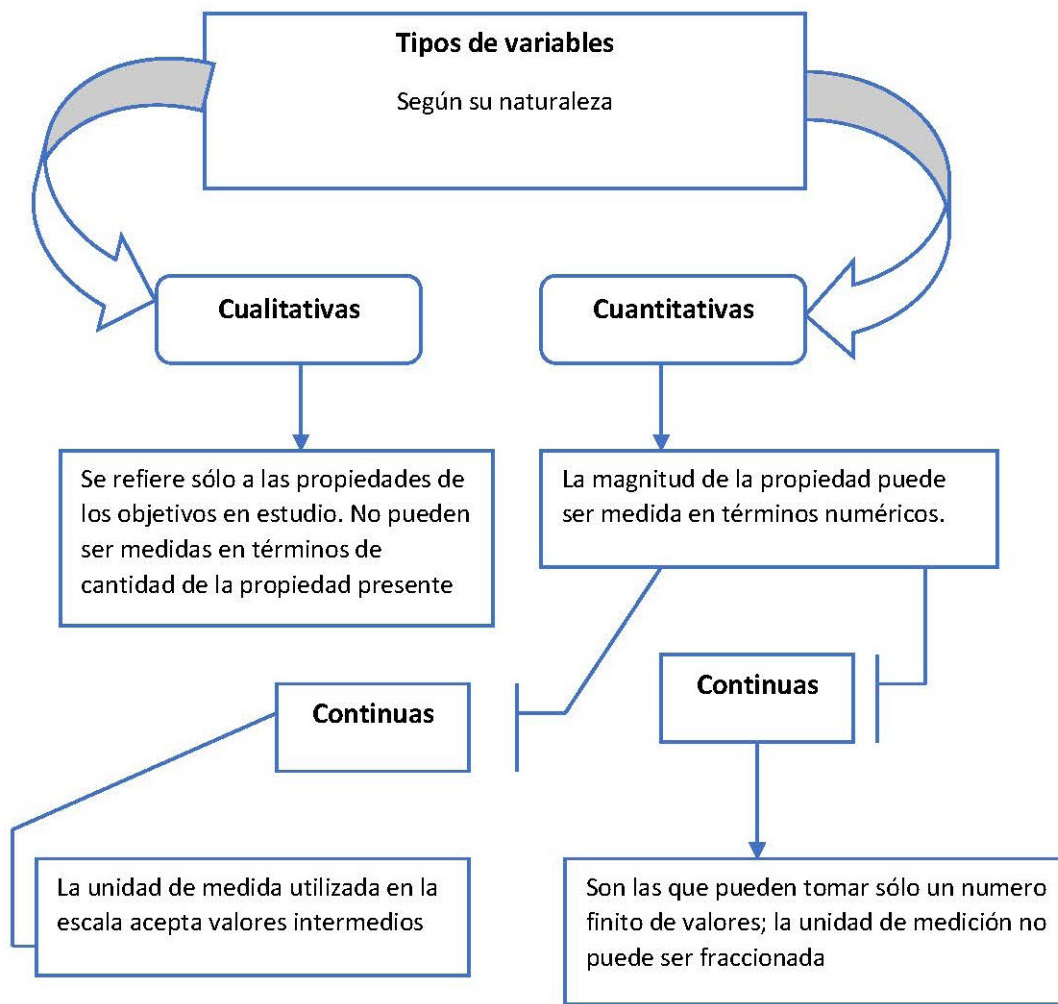 Tipos de variables
Según su naturaleza
Cualitativas
Cuantitativas
Se refiere sólo a las propiedades de
los objetivos en estudio. No pueden
ser medidas en términos de
cantidad de la propiedad presente
La magnitud de la propiedad puede
ser medida en términos numéricos.
Continuas
Continuas
La unidad de medida utilizada en la
escala acepta valores intermedios
Son las que pueden tomar sólo un numero
finito de valores; la unidad de medición no
puede ser fraccionada